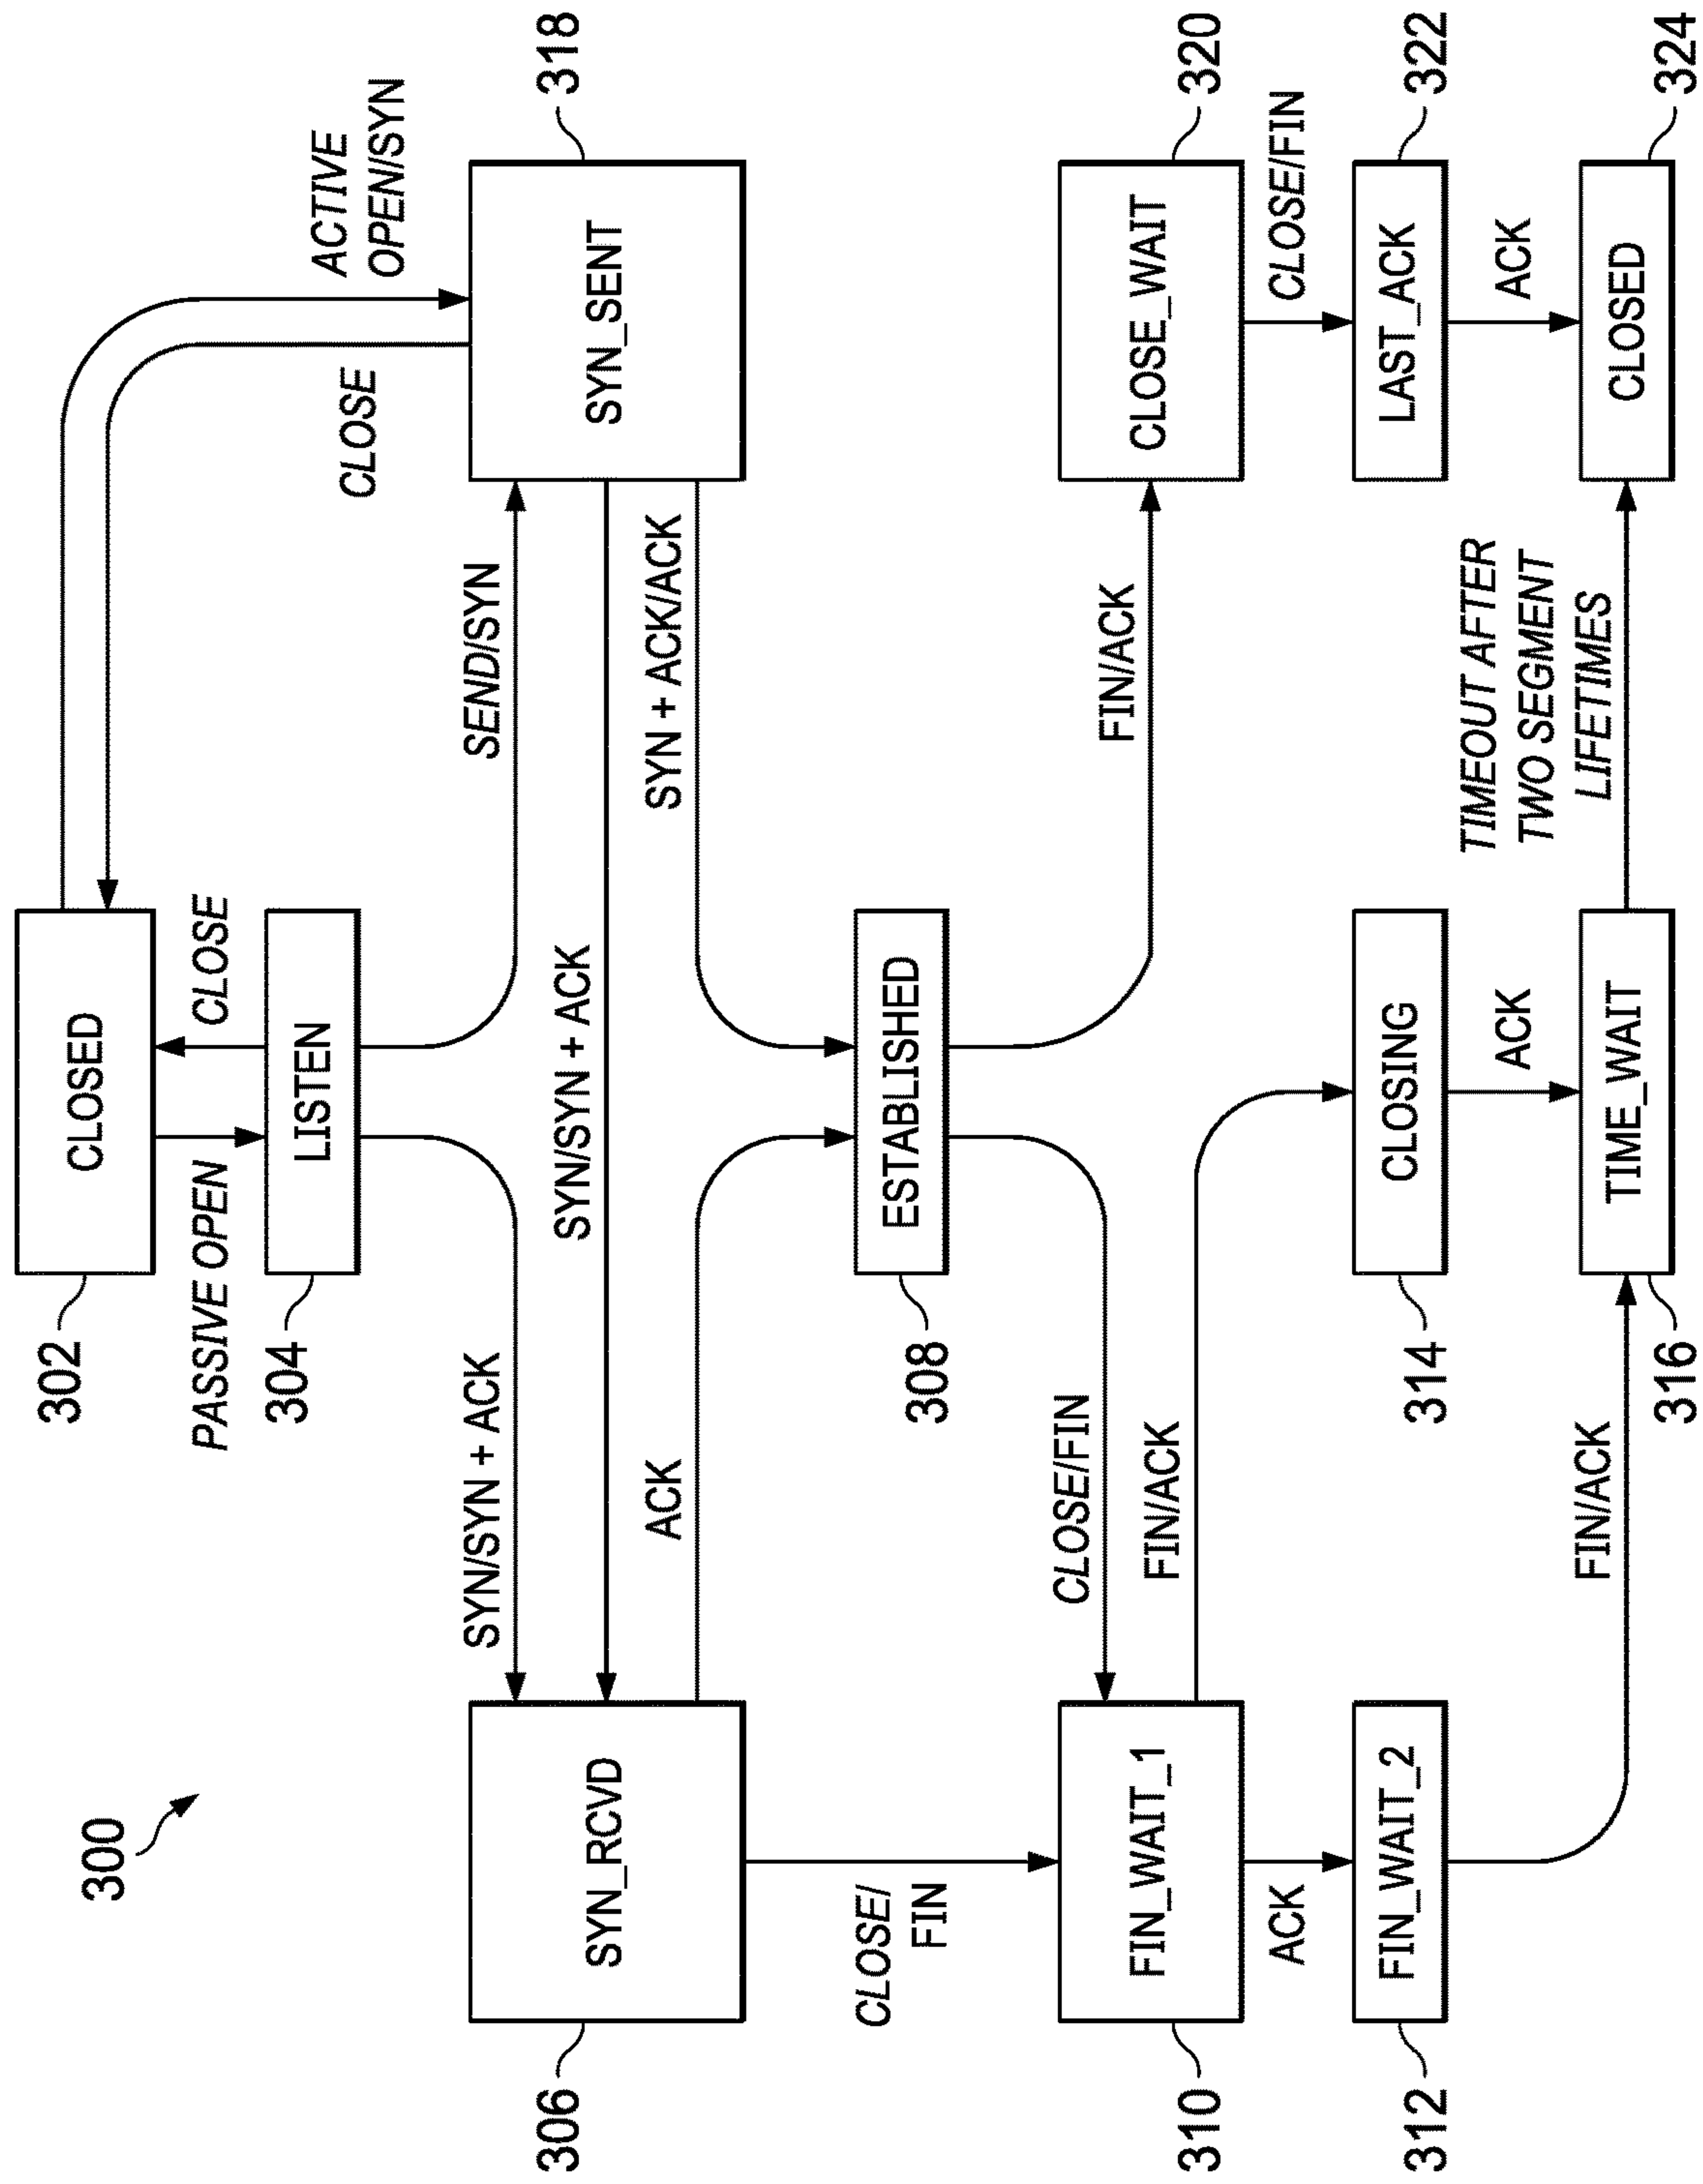 300
302
CLOSED
ACTIVE
OPEN/SYN
PASSIVE OPEN
CLOSE
CLOSE
304
LISTEN
318
SYN/SYN + ACK
SEND/SYN
306
SYN_RCVD
SYN/SYN + ACK
SYN_SENT
ACK
SYN + ACK/ACK
CLOSE/
FIN
308
ESTABLISHED
CLOSE/FIN
FIN/ACK
310
FIN_WAIT_1
FIN/ACK
CLOSE_WAIT
320
ACK
CLOSE/FIN
312
FIN_WAIT_2
314
CLOSING
LAST_ACK
322
FIN/ACK
ACK
TIMEOUT AFTER
TWO SEGMENT
LIFETIMES
ACK
316
TIME_WAIT
CLOSED
324